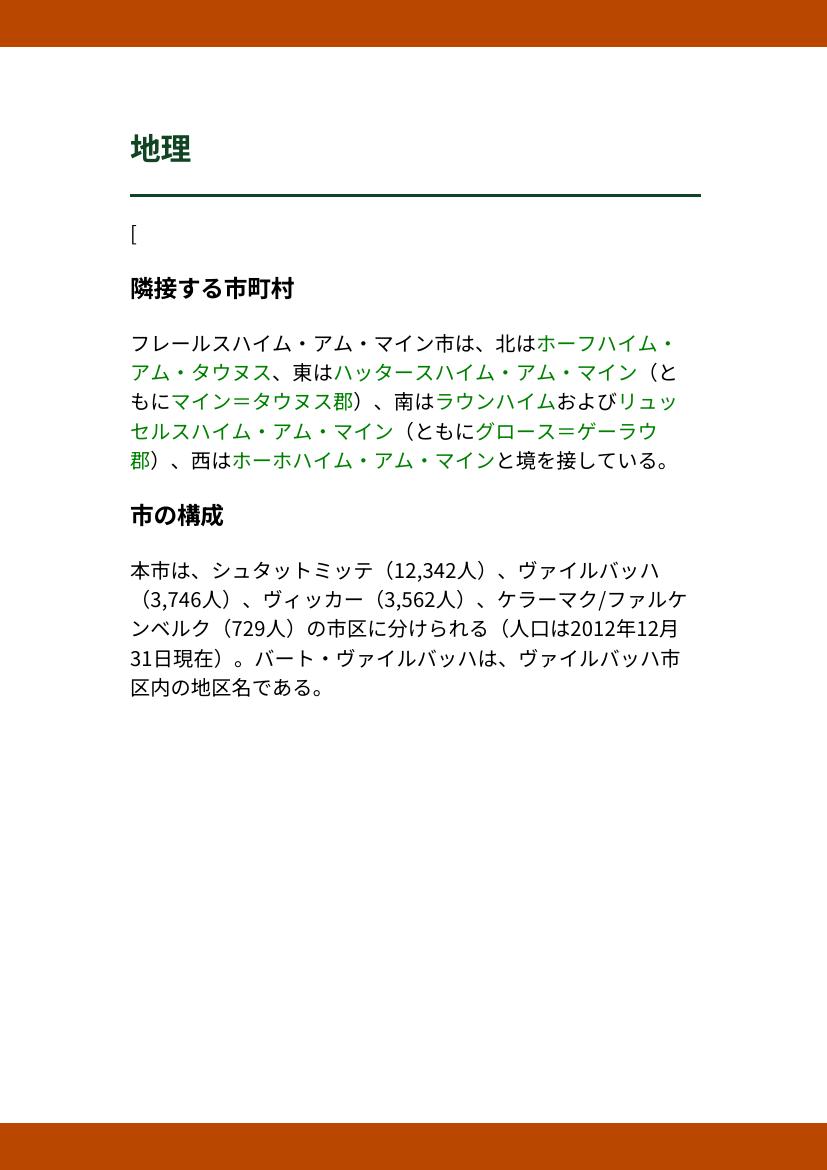 地理
[
隣接する市町村
フレールスハイム・アム・マイン市は、北はホーフハイム・
アム・タウヌス、東はハッタースハイム・アム・マイン（と
もにマイン＝タウヌス郡）、南はラウンハイムおよびリュッ
セルスハイム・アム・マイン（ともにグロース＝ゲーラウ
郡）、西はホーホハイム・アム・マインと境を接している。
市の構成
本市は、シュタットミッテ（12,342人）、ヴァイルバッハ
（3,746人）、ヴィッカー（3,562人）、ケラーマク/ファルケ
ンベルク（729人）の市区に分けられる（人口は2012年12月
31日現在）。バート・ヴァイルバッハは、ヴァイルバッハ市
区内の地区名である。